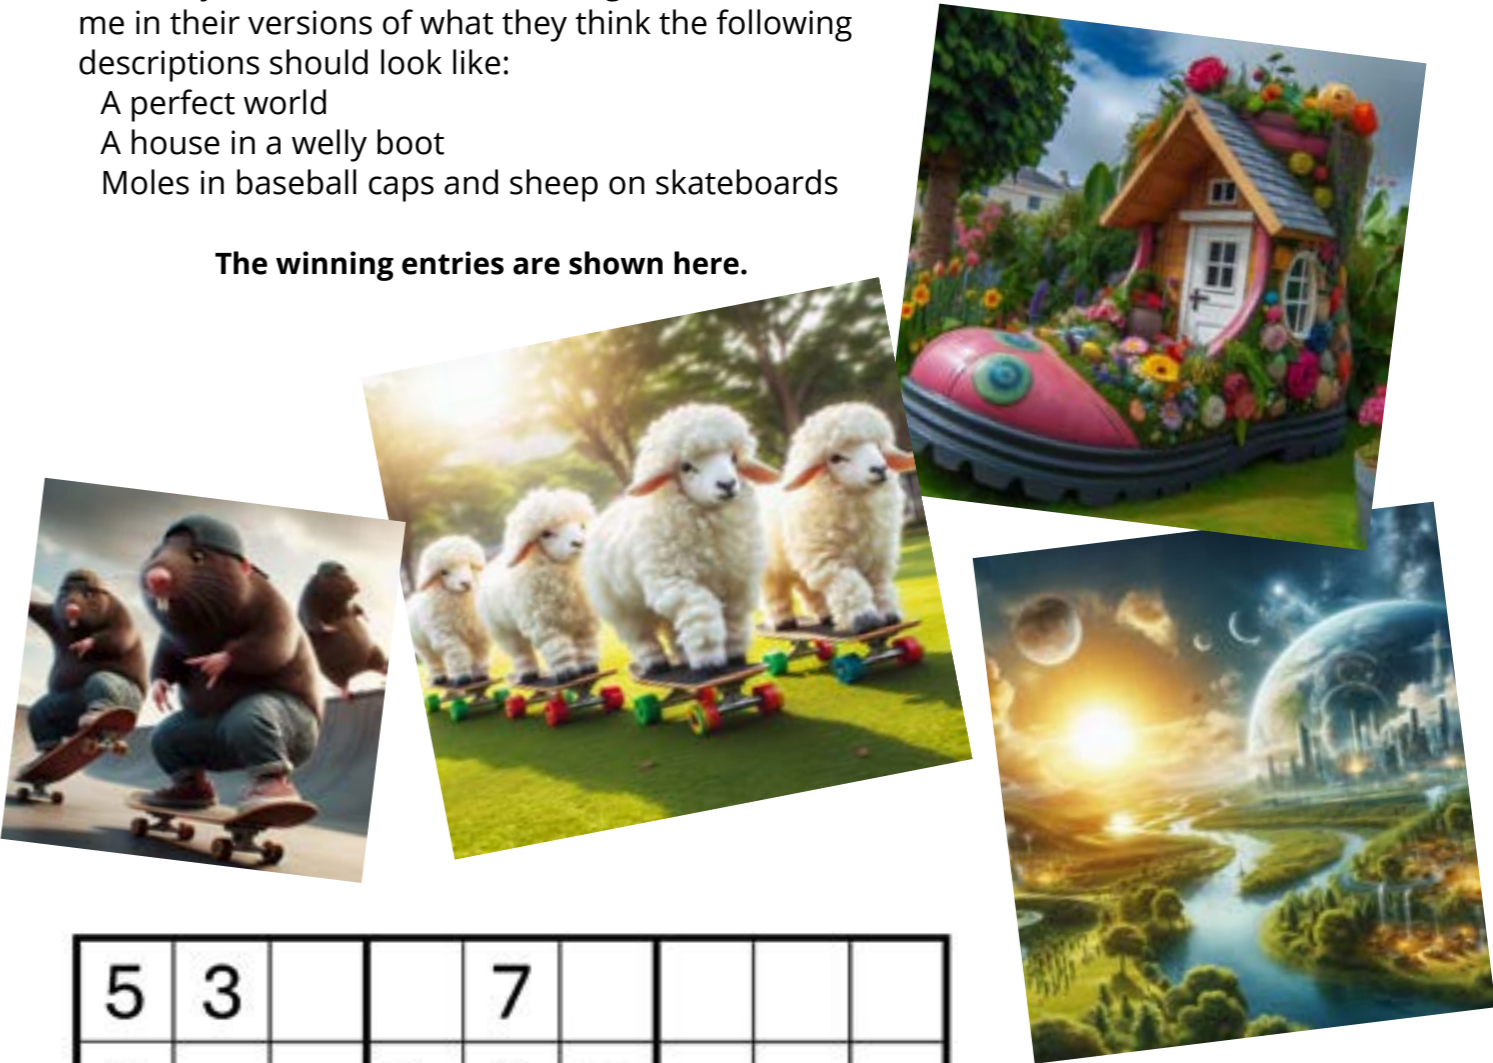 me in their versions of what they think the following
descriptions should look like:
A perfect world
A house in a welly boot
Moles in baseball caps and sheep on skateboards
The winning entries are shown here.
5 3 7